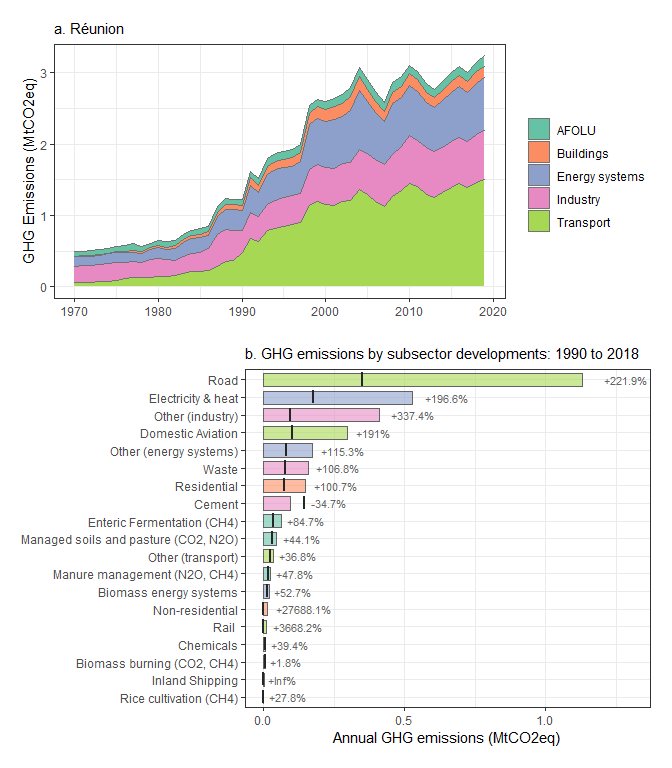 a. Réunion
GHG Emissions (MtCO2eq)
3
2
1
0
1970
1980
1990
2000
2010
2020
AFOLU
Buildings
Energy systems
Industry
Transport
b. GHG emissions by subsector developments: 1990 to 2018
Road +221.9%
Electricity & heat +196.6%
Other (industry) +337.4%
Domestic Aviation +191%
Other (energy systems) +115.3%
Waste +106.8%
Residential +100.7%
Cement -34.7%
Enteric Fermentation (CH4) +84.7%
Managed soils and pasture (CO2, N2O) +44.1%
Other (transport) +36.8%
Manure management (N2O, CH4) +47.8%
Biomass energy systems +52.7%
Non-residential +27688.1%
Rail +3668.2%
Chemicals +39.4%
Biomass burning (CO2, CH4) +1.8%
Inland Shipping +Inf%
Rice cultivation (CH4) +27.8%
0.0
0.5
1.0
Annual GHG emissions (MtCO2eq)